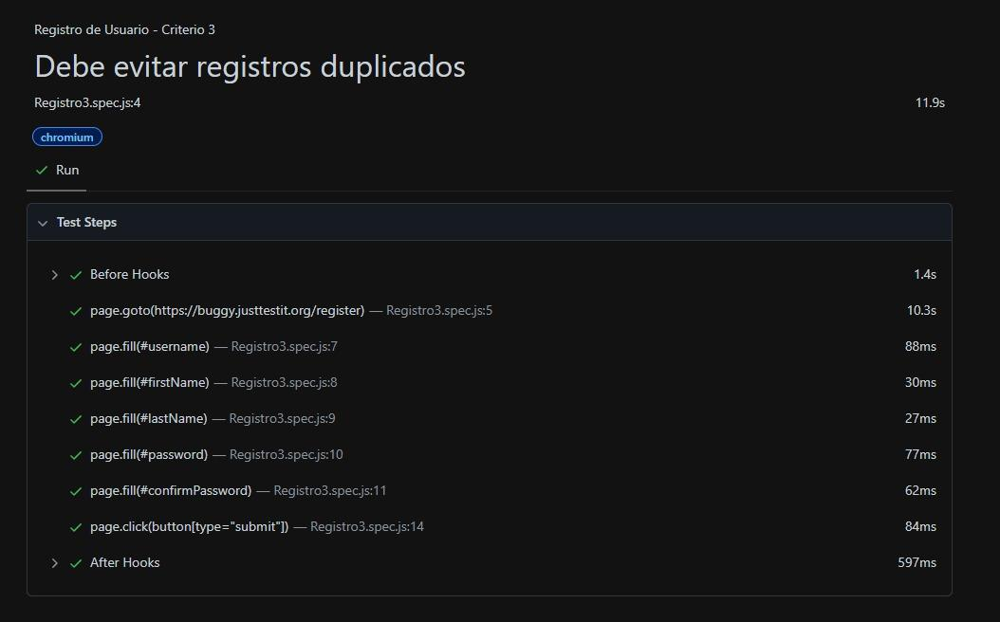 Registro de Usuario - Criterio 3
Debe evitar registros duplicados
Registro3.spec.js:4 11.9s
chromium
Run
Test Steps
Before Hooks 1.4s
page.goto(https://buggy.justtestit.org/register) — Registro3.spec.js:5 10.3s
page.fill(#username) — Registro3.spec.js:7 88ms
page.fill(#firstName) — Registro3.spec.js:8 30ms
page.fill(#lastName) — Registro3.spec.js:9 27ms
page.fill(#password) — Registro3.spec.js:10 77ms
page.fill(#confirmPassword) — Registro3.spec.js:11 62ms
page.click(button[type="submit"]) — Registro3.spec.js:14 84ms
After Hooks 597ms